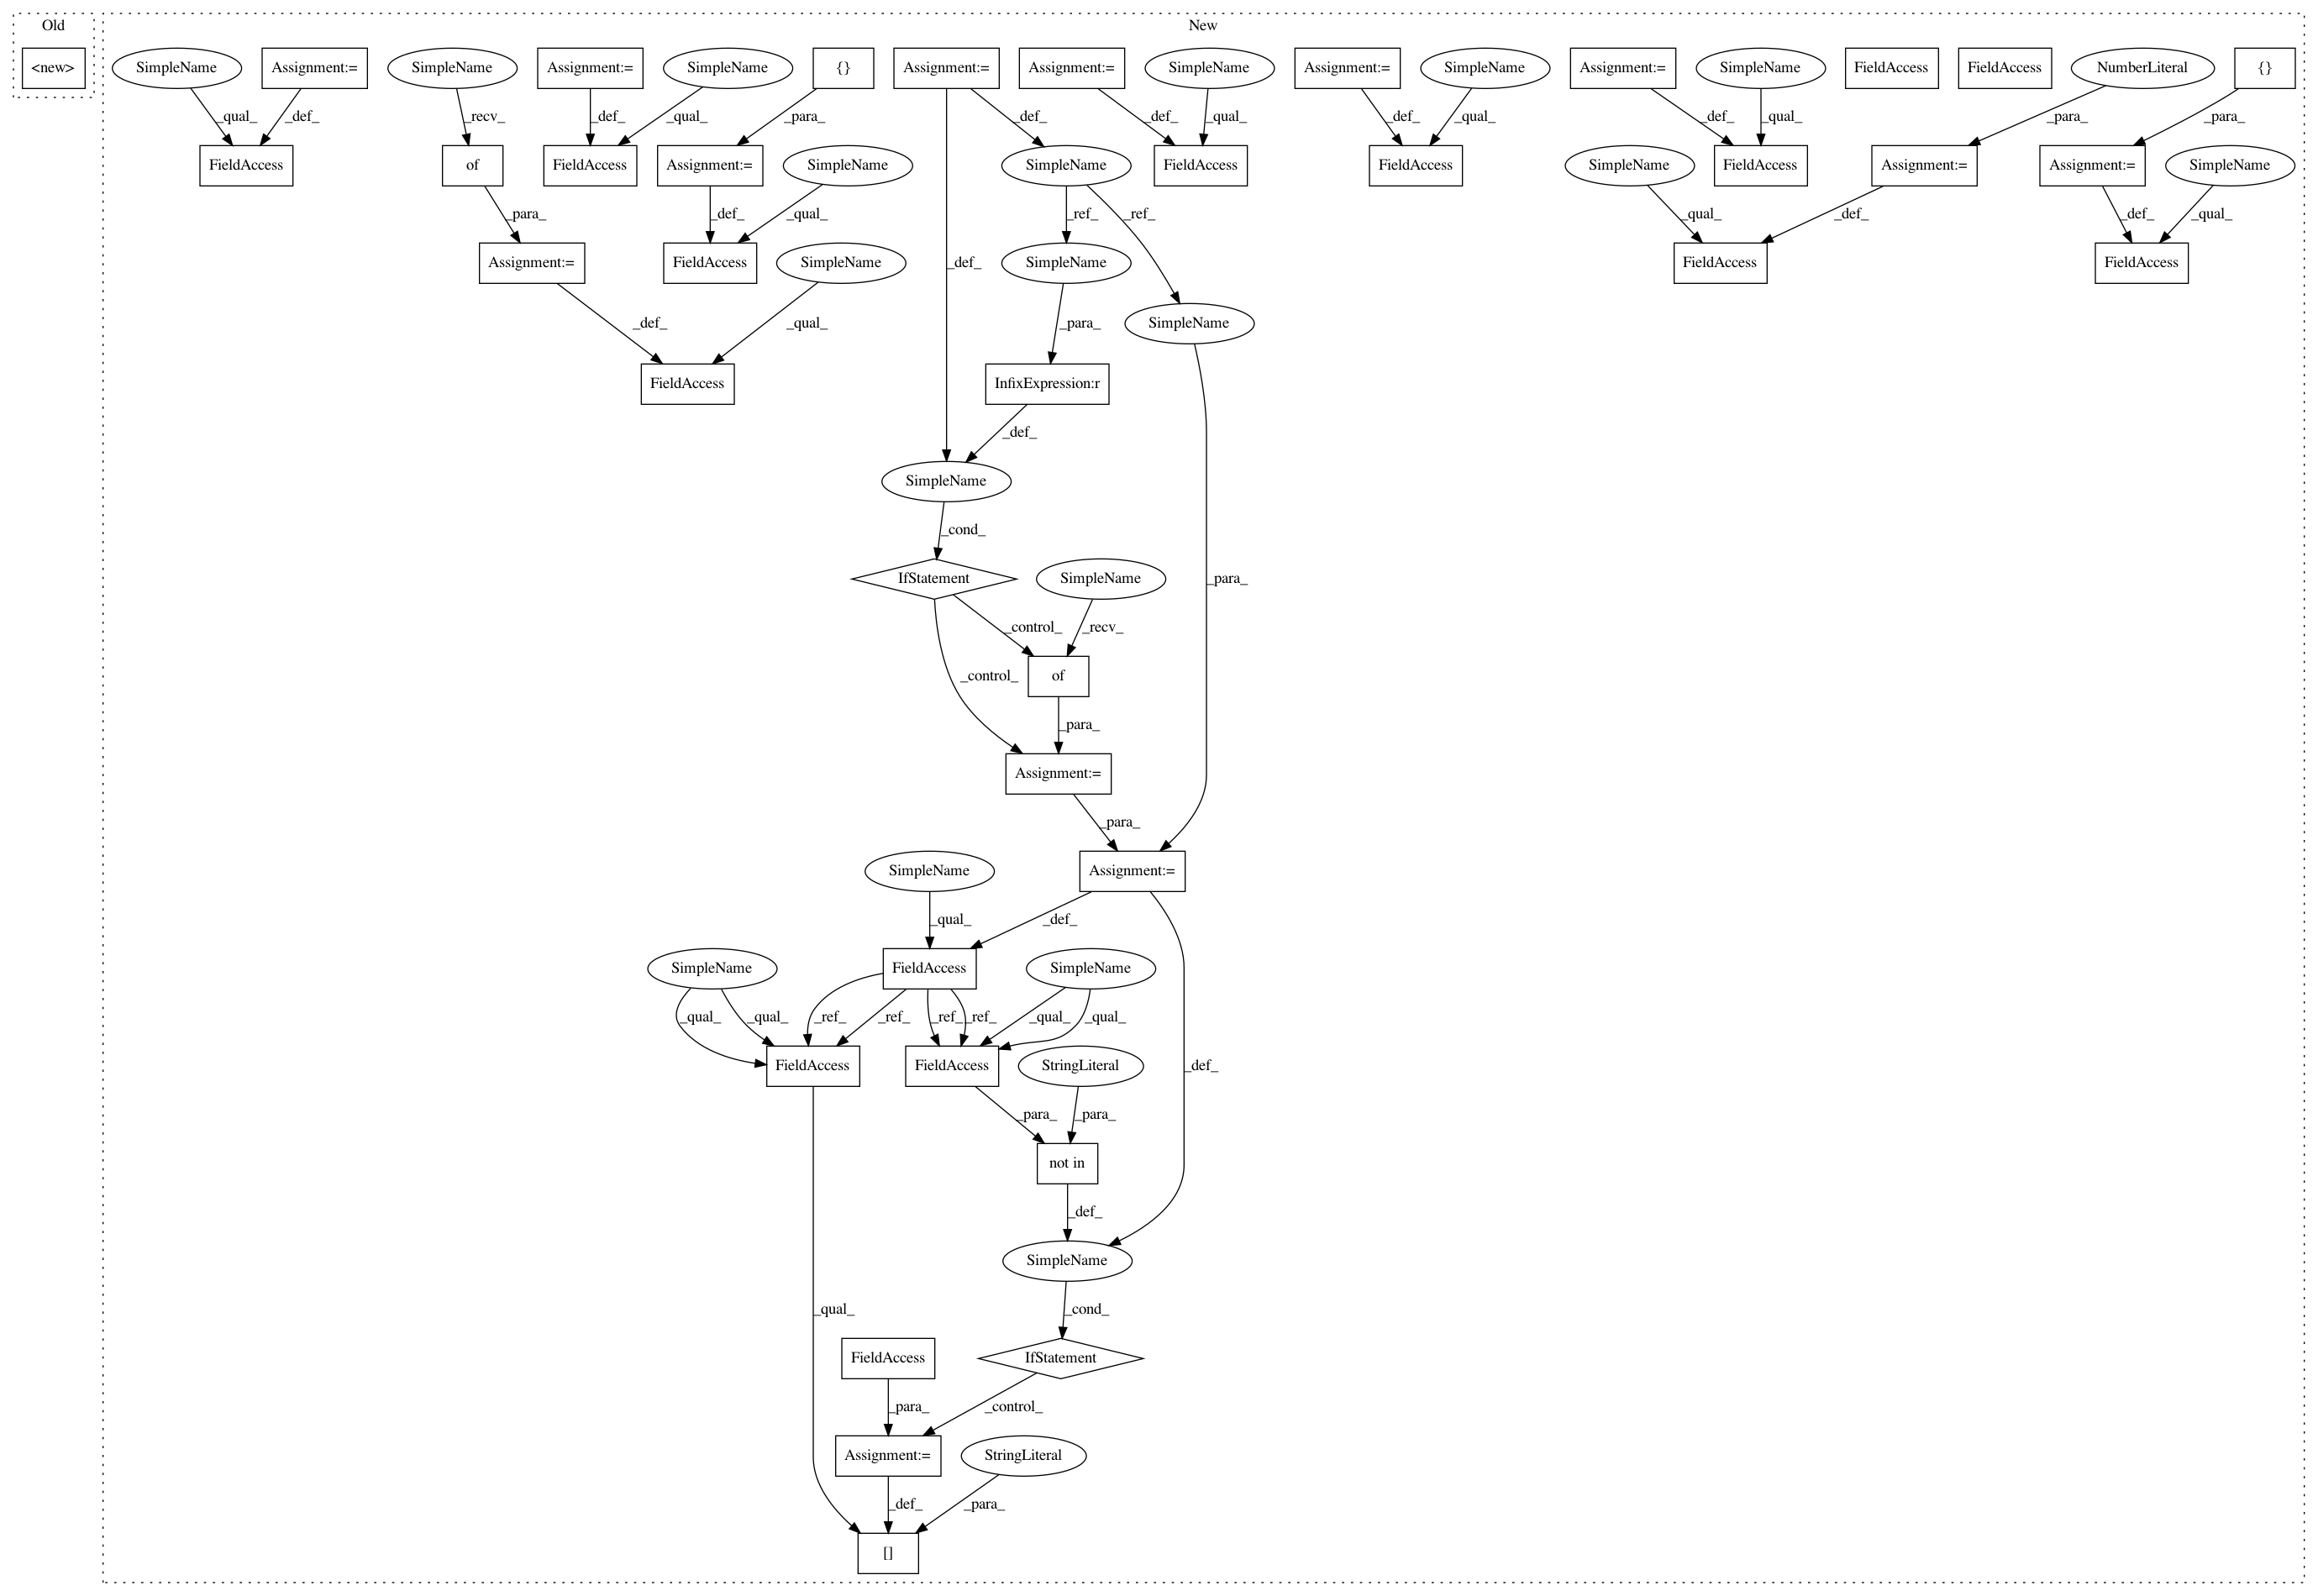 Old
New
<new>
SimpleName
Assignment:=
SimpleName
Assignment:=
SimpleName
{}
Assignment:=
Assignment:=
SimpleName
Assignment:=
SimpleName
Assignment:=
SimpleName
FieldAccess
FieldAccess
NumberLiteral
{}
_qual_
_def_
_recv_
_def_
_qual_
_para_
_def_
_def_
_qual_
_def_
_qual_
_def_
_qual_
_para_
_para_
FieldAccess
of
FieldAccess
Assignment:=
SimpleName
SimpleName
FieldAccess
FieldAccess
SimpleName
FieldAccess
Assignment:=
Assignment:=
SimpleName
_para_
_def_
_qual_
_ref_
_ref_
_qual_
_def_
_def_
_qual_
Assignment:=
FieldAccess
SimpleName
_def_
SimpleName
FieldAccess
FieldAccess
_def_
_qual_
_para_
SimpleName
FieldAccess
InfixExpression:r
_def_
SimpleName
_cond_
IfStatement
SimpleName
_para_
_control_
_recv_
of
_control_
_para_
Assignment:=
_para_
SimpleName
Assignment:=
_qual_
_def_
SimpleName
FieldAccess
SimpleName
_qual_
_qual_
_ref_
_ref_
_ref_
_ref_
_qual_
_qual_
FieldAccess
FieldAccess
StringLiteral
_def_
_para_
_para_
not in
_def_
SimpleName
_qual_
_cond_
FieldAccess
IfStatement
_para_
_control_
Assignment:=
StringLiteral
_def_
_para_
[]